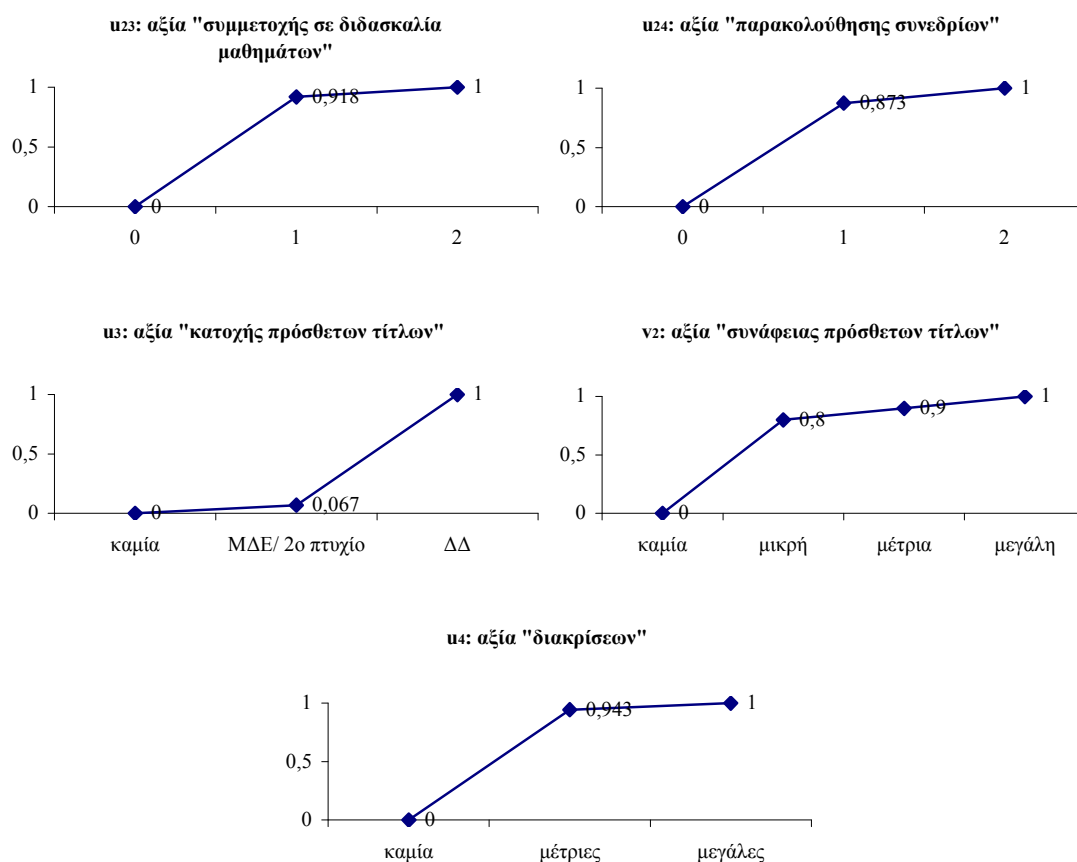 u23: αξία "συμμετοχής σε διδασκαλία
μαθημάτων"
1
0,5
0
0
0,918
1
0
1
2
u24: αξία "παρακολούθησης συνεδρίων"
1
0,5
0
0
0,873
1
0
1
2
u3: αξία "κατοχής πρόσθετων τίτλων"
1
0,5
0
0
0,067
1
καμία
ΜΔΕ/ 2ο πτυχίο
ΔΔ
v2: αξία "συνάφειας πρόσθετων τίτλων"
1
0,5
0
0
0,8
0,9
1
καμία
μικρή
μέτρια
μεγάλη
u4: αξία "διακρίσεων"
1
0,5
0
0
0,943
1
καμία
μέτριες
μεγάλες